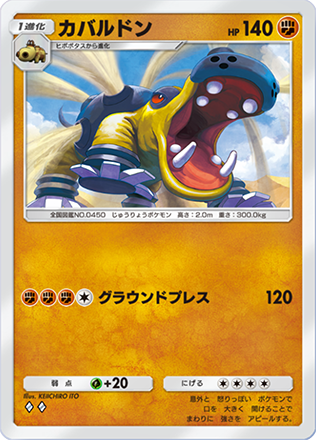 1進化 カバルドン HP 140
ヒポポタスから進化
全国図鑑NO.0450 じゅうりょうポケモン 高さ：2.0m 重さ：300.0kg
グラウンドプレス 120
弱点 +20 にげる
Illus. KEIICHIRO ITO
意外と 怒りっぽい ポケモンで
口を 大きく 開けることで
まわりに 強さを アピールする。